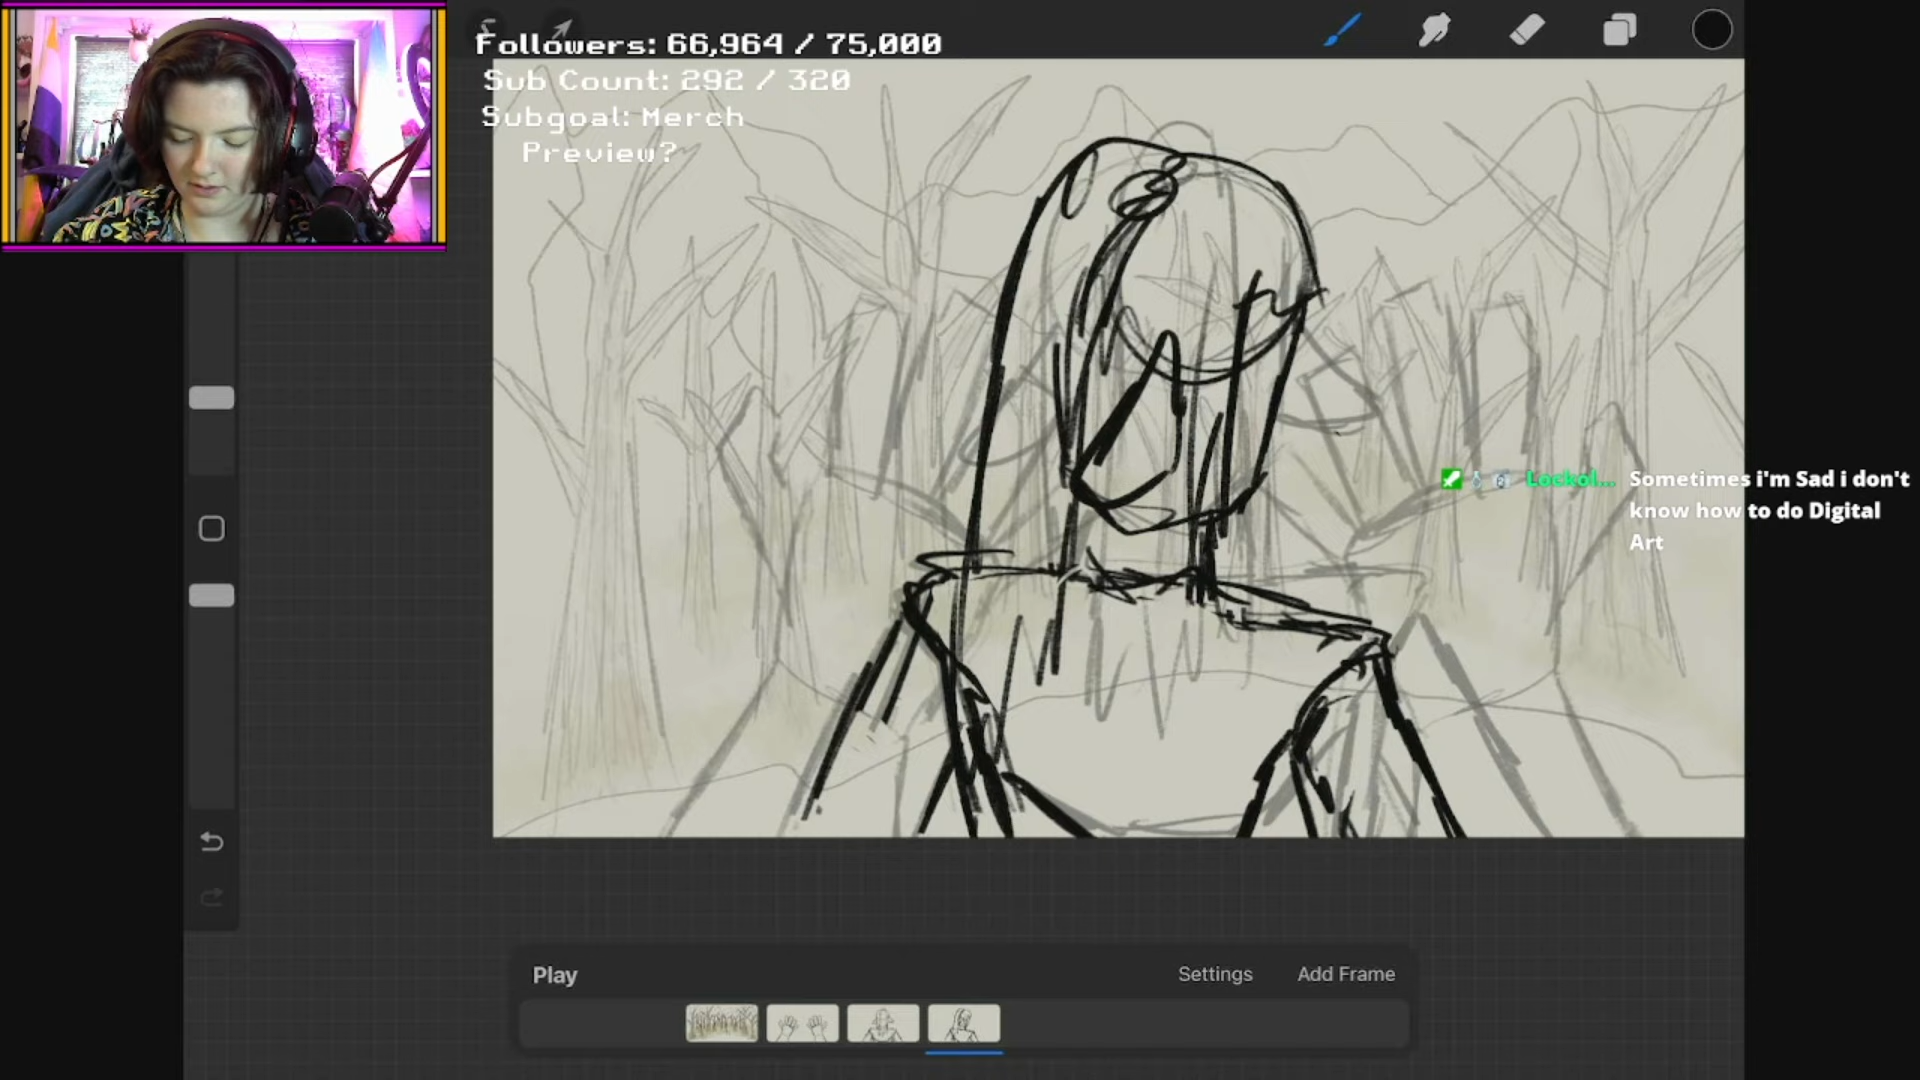 Followers: 66,964 / 75,000
Sub Count: 292 / 320
Subgoal: Merch
Preview?
Lockol... Sometimes i'm Sad i don't
know how to do Digital
Art
Play
Settings
Add Frame